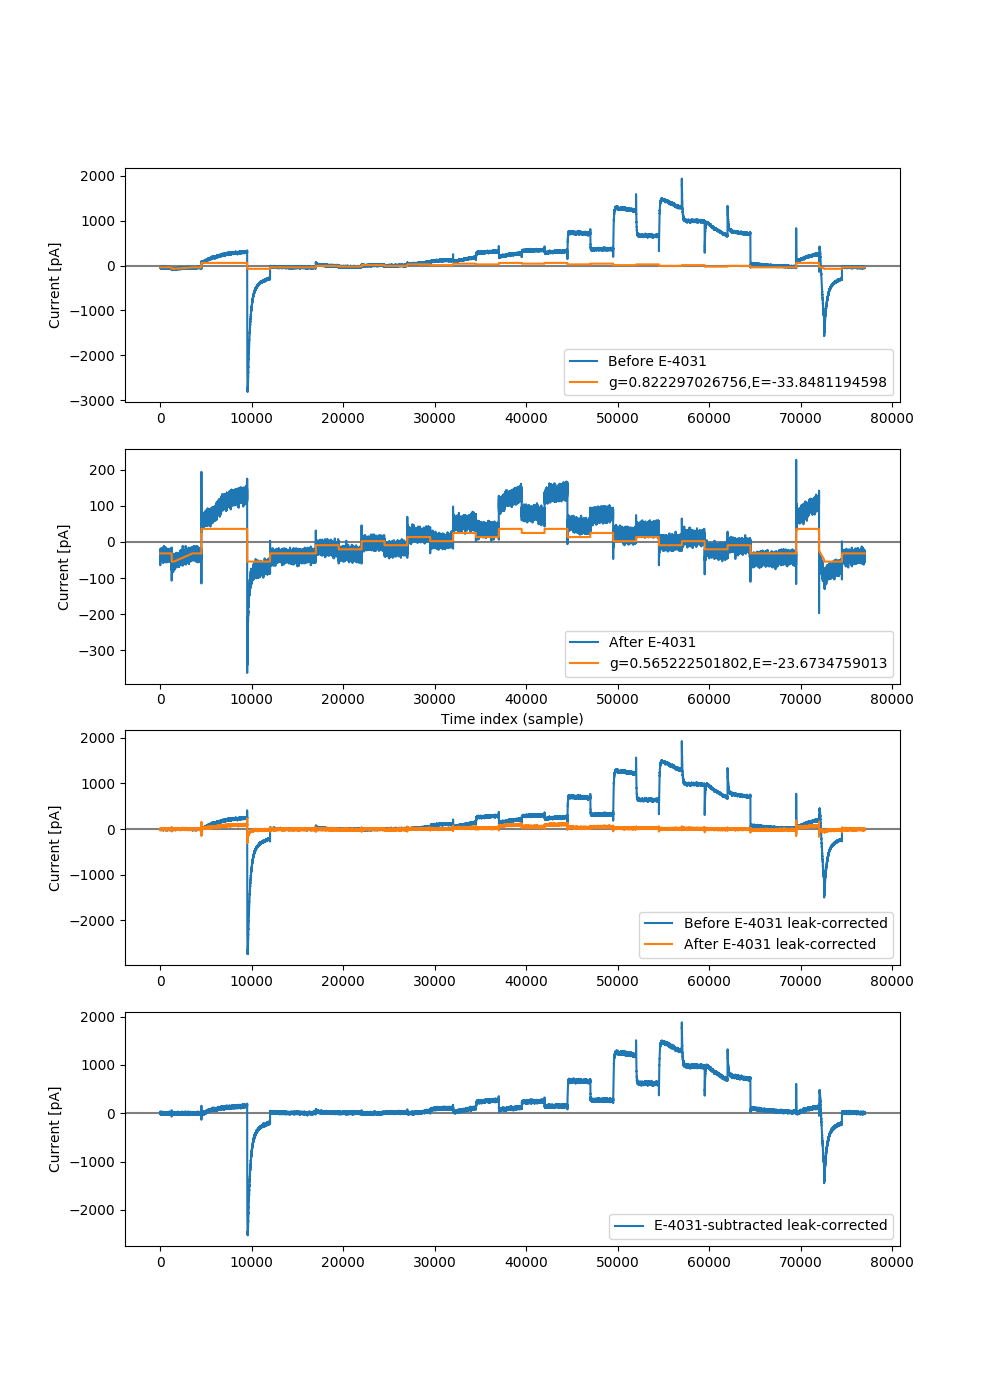 2000
1000
0
−1000
−2000
−3000
Current [pA]
Before E-4031
g=0.822297026756,E=-33.8481194598
0 10000 20000 30000 40000 50000 60000 70000 80000
200
100
0
−100
−200
−300
Current [pA]
After E-4031
g=0.565222501802,E=-23.6734759013
0 10000 20000 30000 40000 50000 60000 70000 80000
Time index (sample)
2000
1000
0
−1000
−2000
Current [pA]
Before E-4031 leak-corrected
After E-4031 leak-corrected
0 10000 20000 30000 40000 50000 60000 70000 80000
2000
1000
0
−1000
−2000
Current [pA]
E-4031-subtracted leak-corrected
0 10000 20000 30000 40000 50000 60000 70000 80000